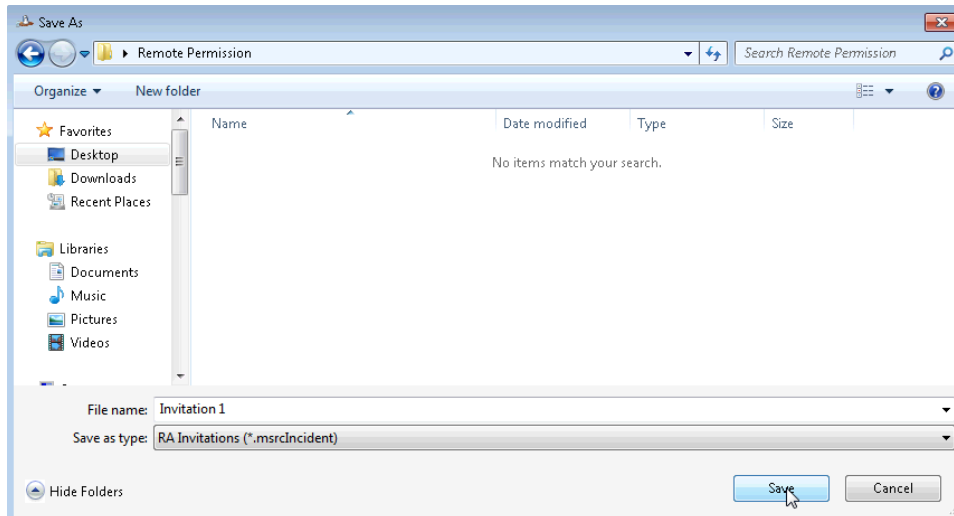 Save As
Remote Permission
Search Remote Permission
Organize
New folder
Name
Date modified
Type
Size
Favorites
Desktop
No items match your search.
Downloads
Recent Places
Libraries
Documents
Music
Pictures
Videos
File name: Invitation 1
Save as type: RA Invitations (*.msrcIncident)
Hide Folders
Save
Cancel